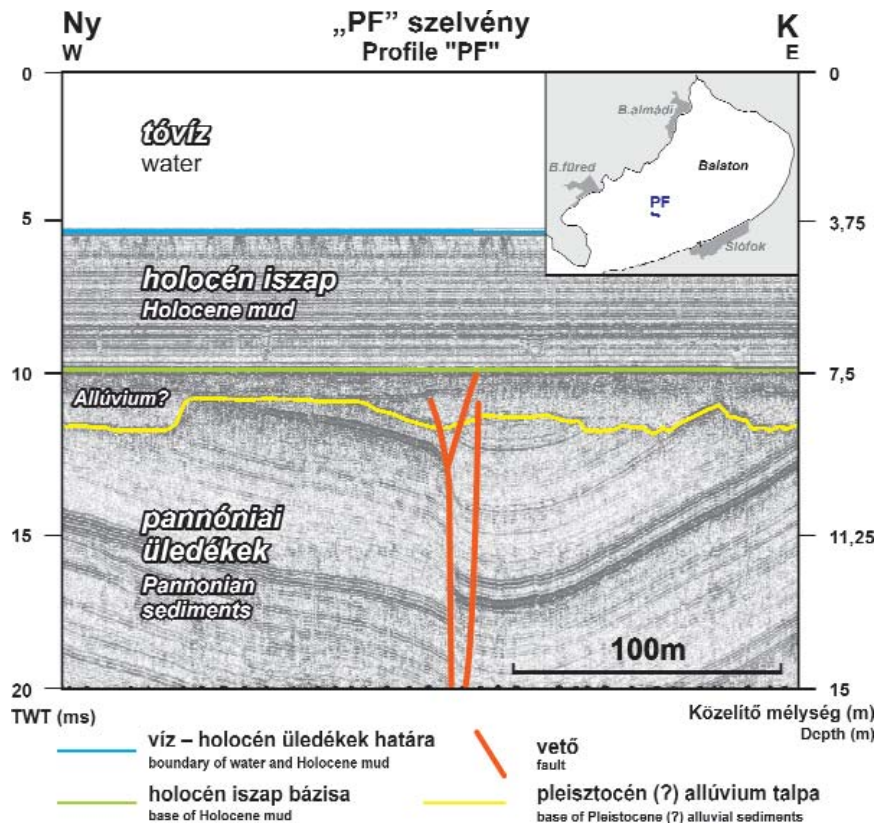 Ny
W
„PF” szelvény
Profile "PF"
K
E
0
0
tóvíz
water
B.almádi
B.füred
Balaton
PF
Siófok
5
3,75
holocén iszap
Holocene mud
10
7,5
Allúvium?
pannóniai
üledékek
Pannonian
sediments
15
11,25
100m
20
15
TWT (ms)
Közelítő mélység (m)
Depth (m)
víz – holocén üledékek határa
boundary of water and Holocene mud
vető
fault
holocén iszap bázisa
base of Holocene mud
pleisztocén (?) allúvium talpa
base of Pleistocene (?) alluvial sediments